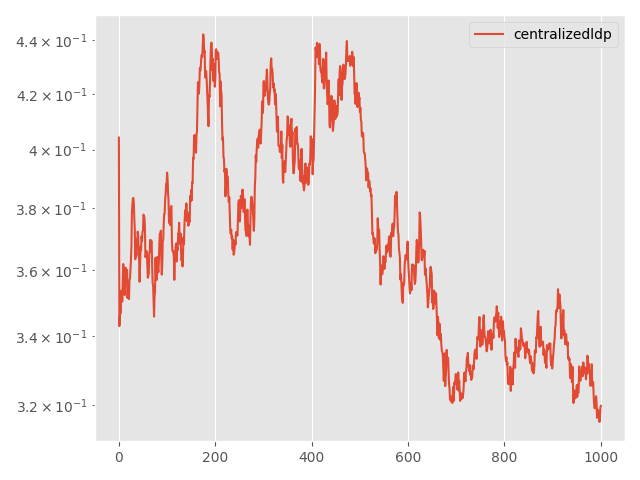 centralizedldp
4.4 × 10⁻¹
4.2 × 10⁻¹
4 × 10⁻¹
3.8 × 10⁻¹
3.6 × 10⁻¹
3.4 × 10⁻¹
3.2 × 10⁻¹
0 200 400 600 800 1000